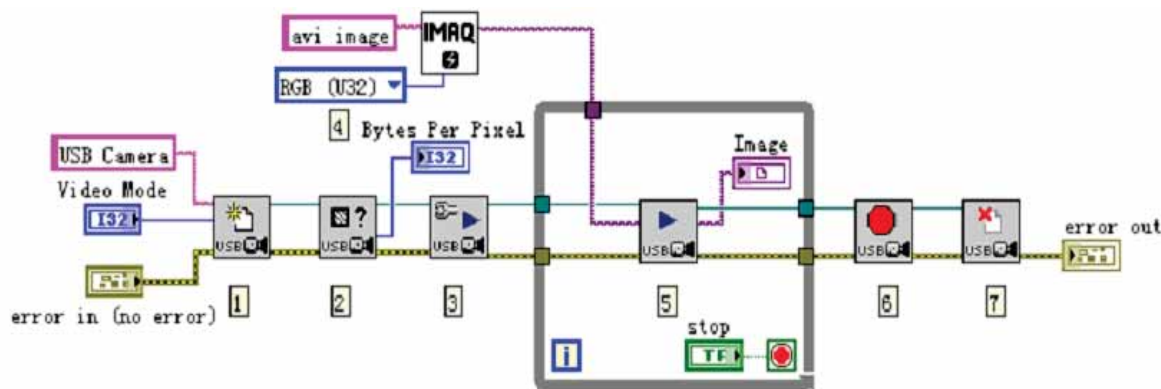 avi image
IMAQ
RGB (U32)
4
Bytes Per Pixel
I32
USB Camera
Video Mode
I32
Image
?
USB
USB
USB
USB
USB
USB
error in (no error)
error out
1
2
3
5
6
7
stop
TF
i